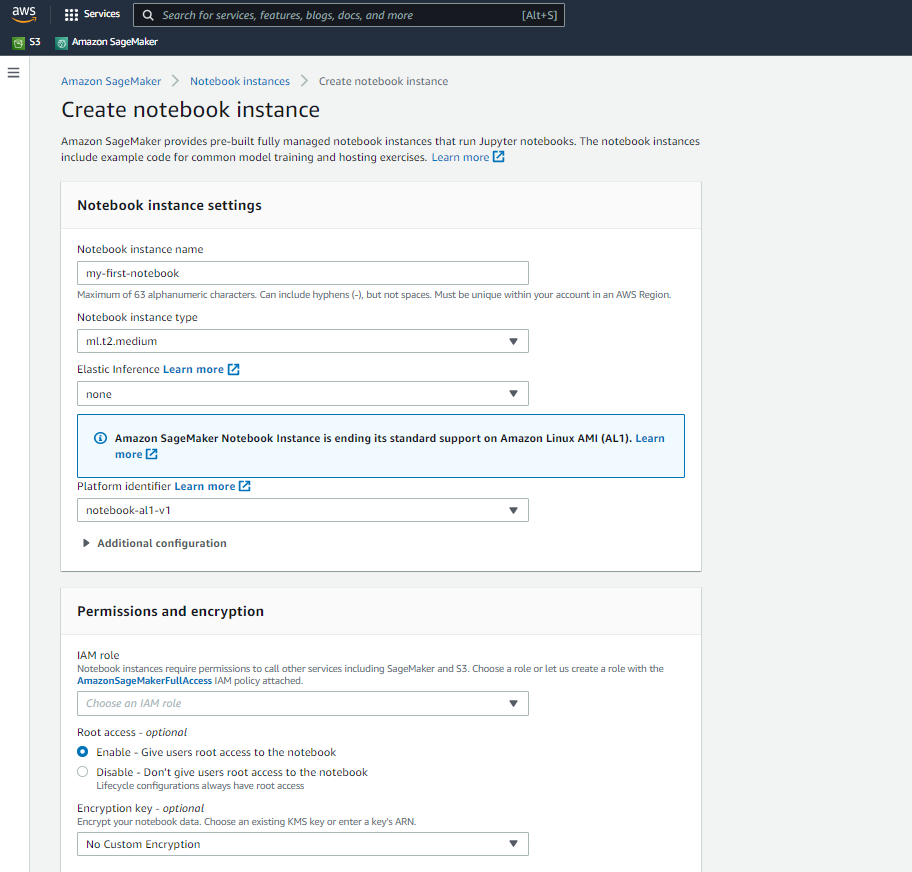 aws
Services
Search for services, features, blogs, docs, and more
[Alt+S]
S3
Amazon SageMaker
Amazon SageMaker
Notebook instances
Create notebook instance
Create notebook instance
Amazon SageMaker provides pre-built fully managed notebook instances that run Jupyter notebooks. The notebook instances
include example code for common model training and hosting exercises. Learn more
Notebook instance settings
Notebook instance name
my-first-notebook
Maximum of 63 alphanumeric characters. Can include hyphens (-), but not spaces. Must be unique within your account in an AWS Region.
Notebook instance type
ml.t2.medium
Elastic Inference Learn more
none
Amazon SageMaker Notebook Instance is ending its standard support on Amazon Linux AMI (AL1). Learn
more
Platform identifier Learn more
notebook-al1-v1
Additional configuration
Permissions and encryption
IAM role
Notebook instances require permissions to call other services including SageMaker and S3. Choose a role or let us create a role with the
AmazonSageMakerFullAccess IAM policy attached.
Choose an IAM role
Root access - optional
Enable - Give users root access to the notebook
Disable - Don't give users root access to the notebook
Lifecycle configurations always have root access
Encryption key - optional
Encrypt your notebook data. Choose an existing KMS key or enter a key's ARN.
No Custom Encryption